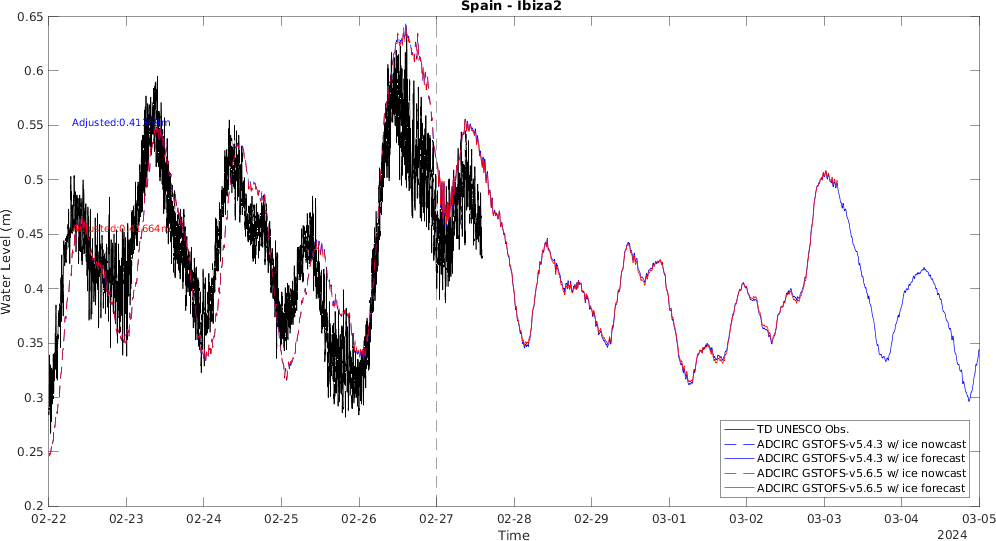 Spain - Ibiza2
0.65
0.6
0.55
0.5
0.45
0.4
0.35
0.3
0.25
0.2
Water Level (m)
TD UNESCO Obs.
ADCIRC GSTOFS-v5.4.3 w/ ice nowcast
ADCIRC GSTOFS-v5.4.3 w/ ice forecast
ADCIRC GSTOFS-v5.6.5 w/ ice nowcast
ADCIRC GSTOFS-v5.6.5 w/ ice forecast
02-22 02-23 02-24 02-25 02-26 02-27 02-28 02-29 03-01 03-02 03-03 03-04 03-05
Time
2024